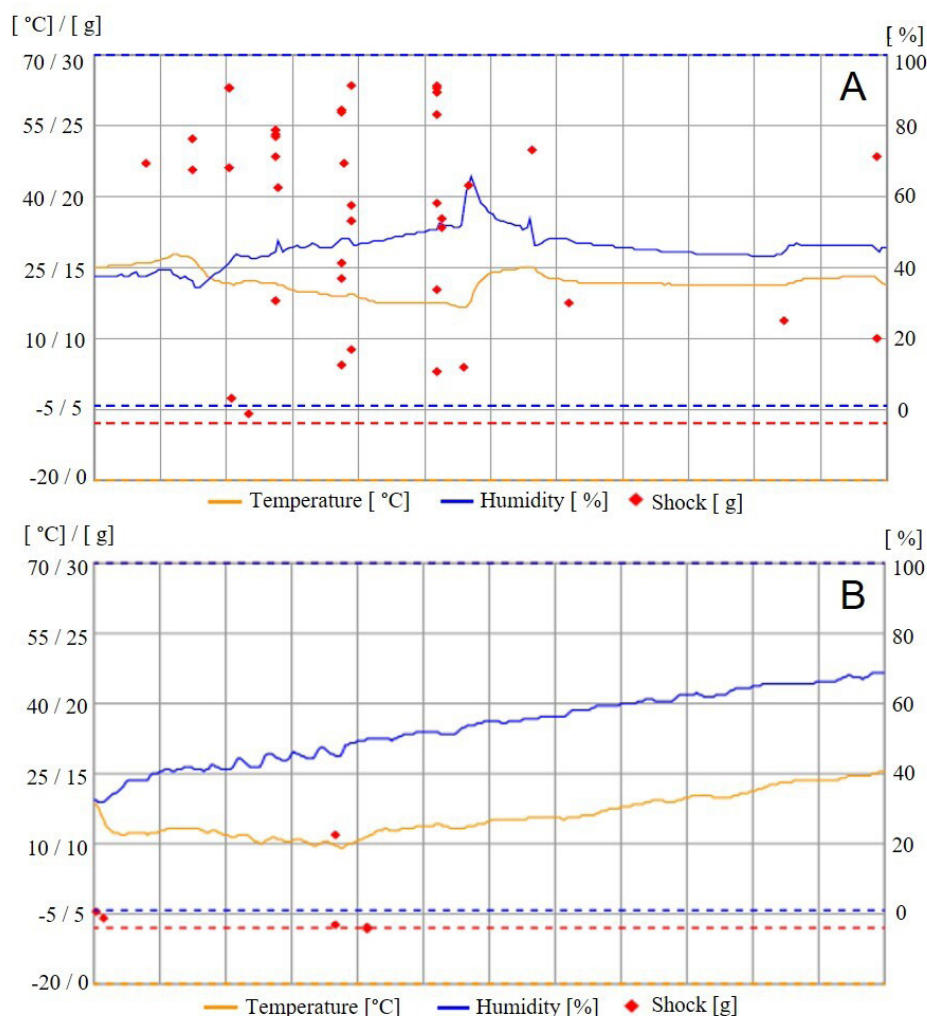 [ °C] / [ g]
[ %]
70 / 30
100
A
55 / 25
80
40 / 20
60
25 / 15
40
10 / 10
20
-5 / 5
0
-20 / 0
Temperature [ °C]
Humidity [ %]
Shock [ g]
[ °C] / [ g]
[ %]
70 / 30
100
B
55 / 25
80
40 / 20
60
25 / 15
40
10 / 10
20
-5 / 5
0
-20 / 0
Temperature [°C]
Humidity [%]
Shock [g]